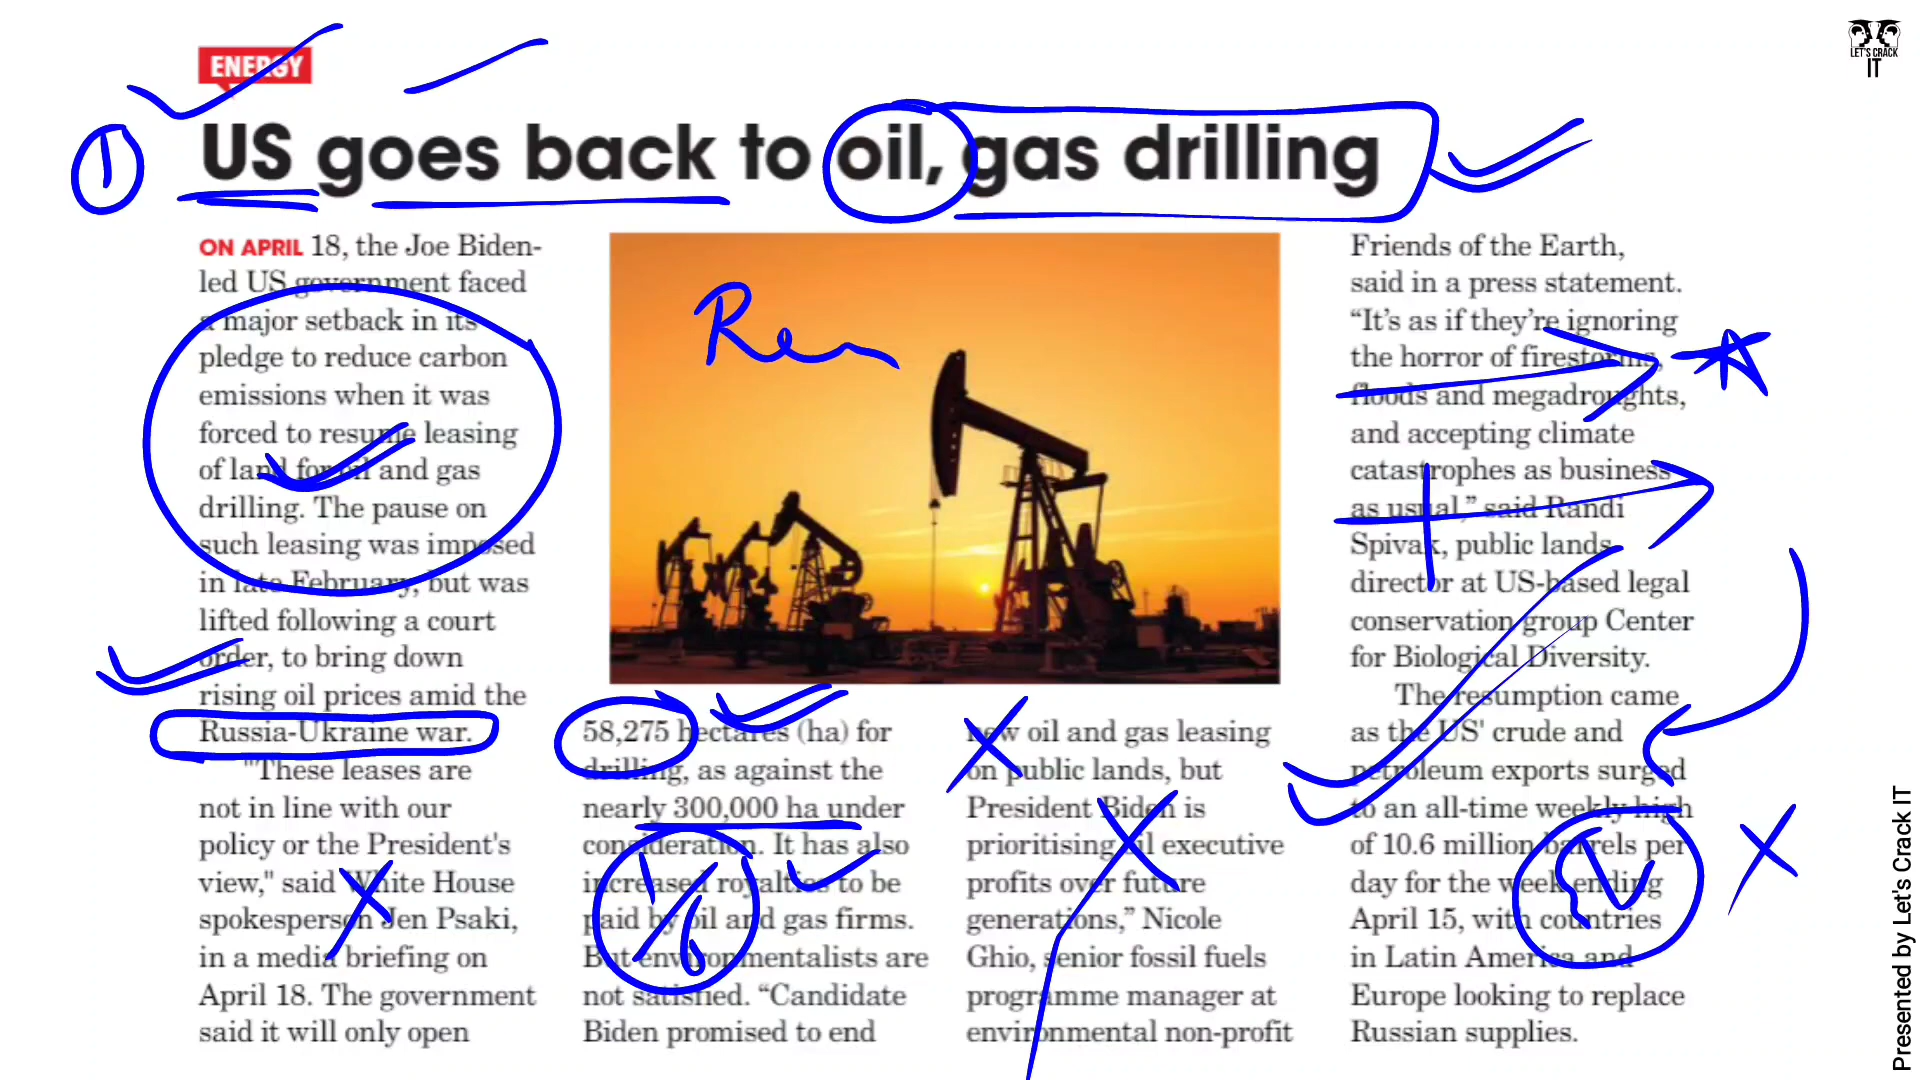 ENERGY
LET'S CRACK
IT
1
US goes back to oil, gas drilling
ON APRIL 18, the Joe Biden-
led US government faced
a major setback in its
pledge to reduce carbon
emissions when it was
forced to resume leasing
of land for oil and gas
drilling. The pause on
such leasing was imposed
in late February, but was
lifted following a court
order, to bring down
rising oil prices amid the
Russia-Ukraine war.
"These leases are
not in line with our
policy or the President's
view," said White House
spokesperson Jen Psaki,
in a media briefing on
April 18. The government
said it will only open
58,275 hectares (ha) for
drilling, as against the
nearly 300,000 ha under
consideration. It has also
increased royalties to be
paid by oil and gas firms.
But environmentalists are
not satisfied. “Candidate
Biden promised to end
new oil and gas leasing
on public lands, but
President Biden is
prioritising oil executive
profits over future
generations,” Nicole
Ghio, senior fossil fuels
programme manager at
environmental non-profit
Friends of the Earth,
said in a press statement.
“It’s as if they’re ignoring
the horror of firestorms,
floods and megadroughts,
and accepting climate
catastrophes as business
as usual,” said Randi
Spivak, public lands
director at US-based legal
conservation group Center
for Biological Diversity.
The resumption came
as the US' crude and
petroleum exports surged
to an all-time weekly high
of 10.6 million barrels per
day for the week ending
April 15, with countries
in Latin America and
Europe looking to replace
Russian supplies.
Presented by Let's Crack IT